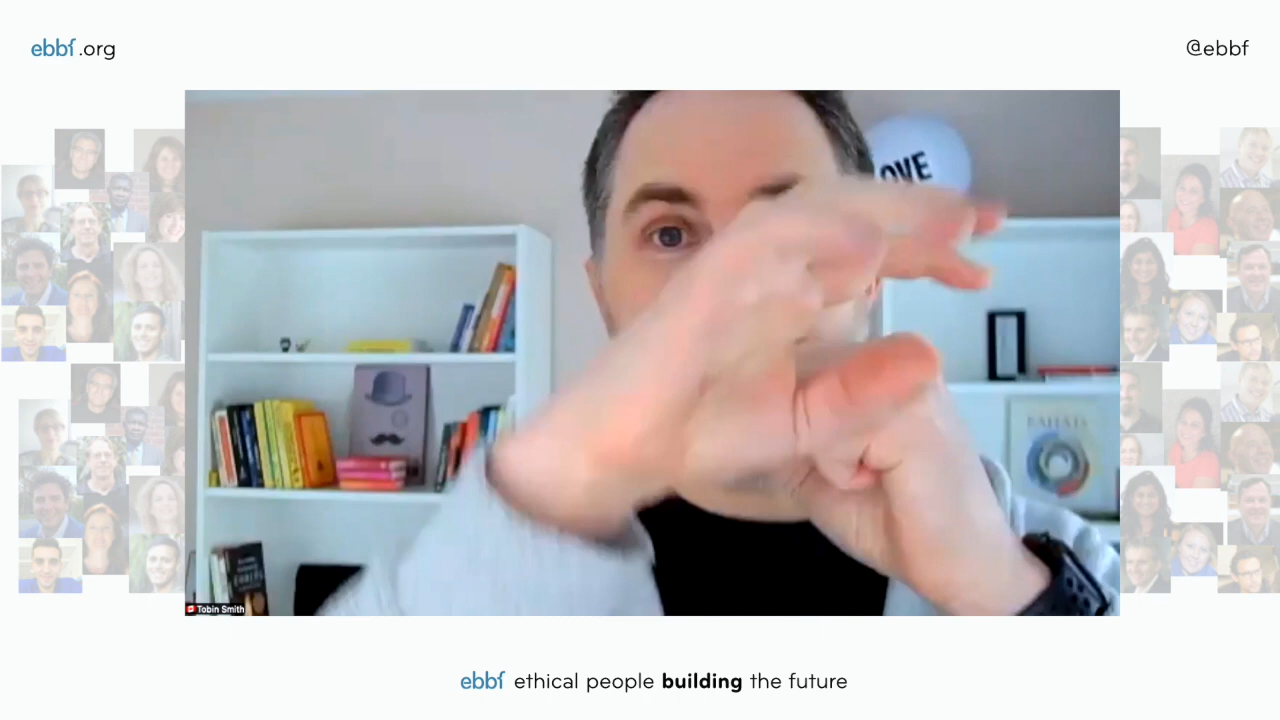 ebbf.org
@ebbf
OVE
Tobin Smith
ebbf ethical people building the future